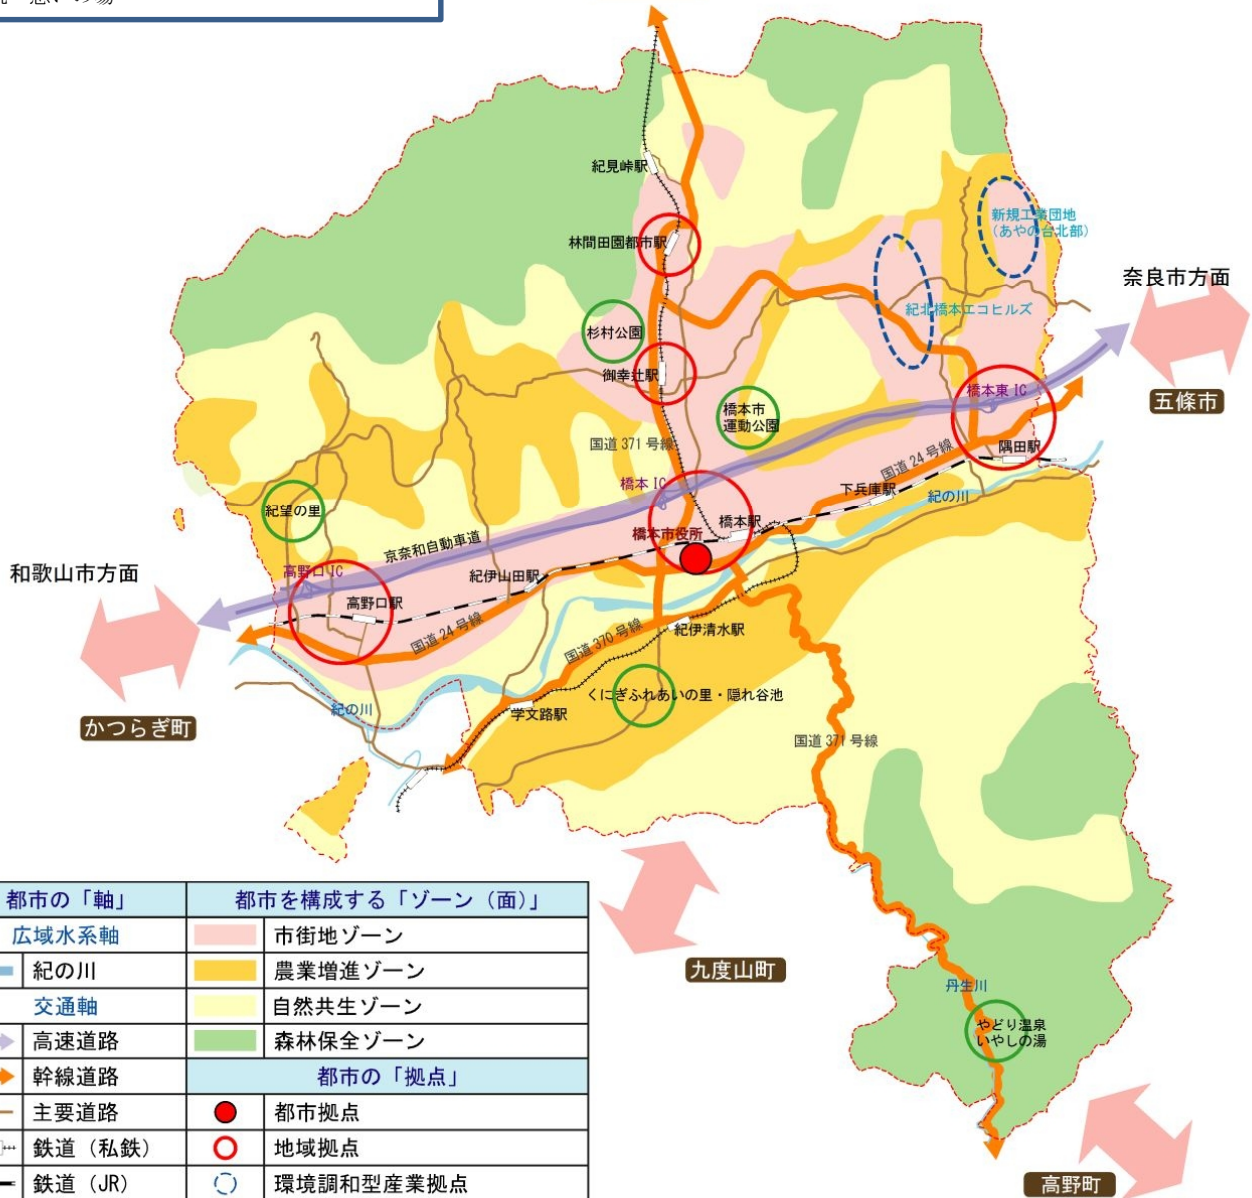 紀見峠駅
林間田園都市駅
新規工業団地
(あやの台北部)
奈良市方面
紀北橋本エコヒルズ
杉村公園
御幸辻駅
橋本東 IC
五條市
橋本市
運動公園
国道 371 号線
国道 24 号線
隅田駅
橋本 IC
下兵庫駅
紀の川
紀望の里
橋本駅
橋本市役所
京奈和自動車道
和歌山市方面
高野口 IC
紀伊山田駅
高野口駅
国道 24 号線
国道 370 号線
紀伊清水駅
くにぎふれあいの里・隠れ谷池
紀の川
学文路駅
かつらぎ町
国道 371 号線
九度山町
丹生川
やどり温泉
いやしの湯
高野町
都市の「軸」
都市を構成する「ゾーン(面)」
広域水系軸
市街地ゾーン
紀の川
農業増進ゾーン
交通軸
自然共生ゾーン
高速道路
森林保全ゾーン
幹線道路
都市の「拠点」
主要道路
都市拠点
鉄道(私鉄)
地域拠点
鉄道(JR)
環境調和型産業拠点